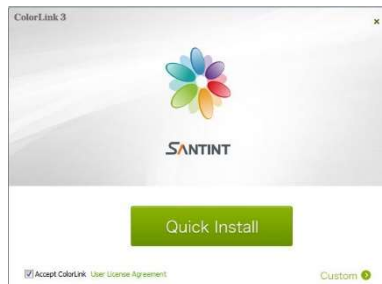 ColorLink 3
x
SANTINT
Quick Install
Accept ColorLink User License Agreement
Custom